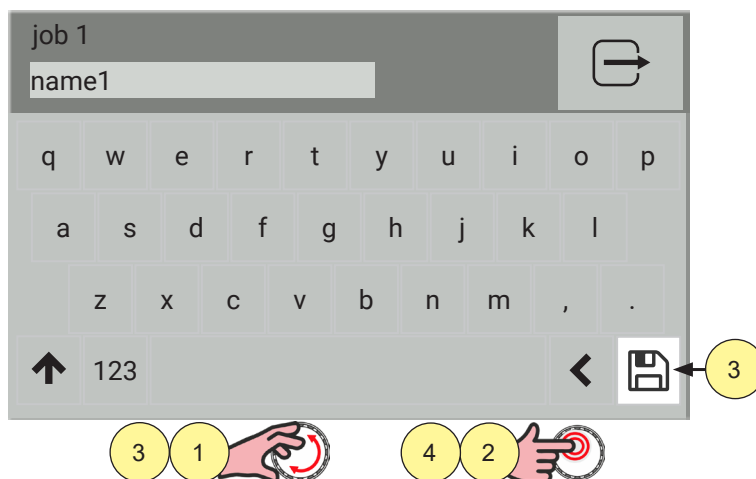 job 1
name1
q w e r t y u i o p
a s d f g h j k l
z x c v b n m , .
123
3
3 1 4 2